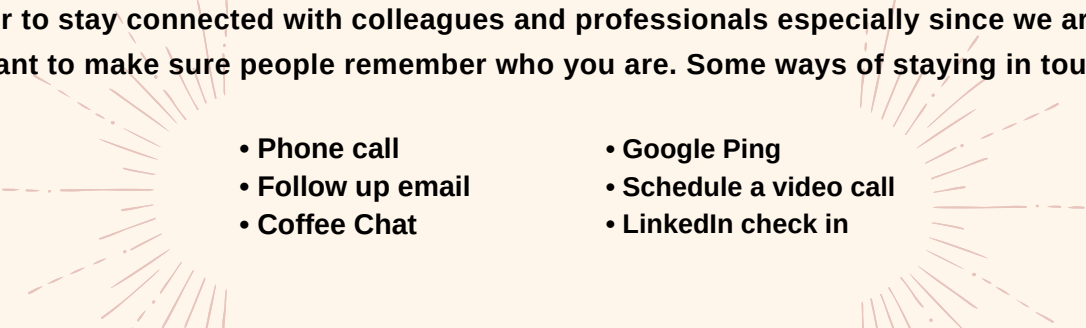 r to stay connected with colleagues and professionals especially since we ar
ant to make sure people remember who you are. Some ways of staying in tou
• Phone call
• Follow up email
• Coffee Chat
• Google Ping
• Schedule a video call
• LinkedIn check in